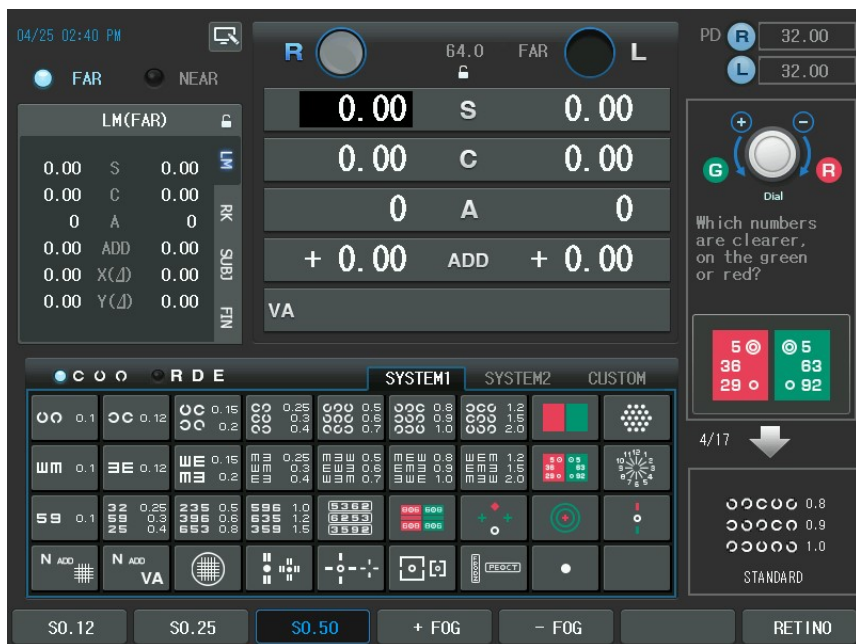 04/25 02:40 PM
FAR NEAR
LM(FAR)
0.00 S 0.00
0.00 C 0.00
0 A 0
0.00 ADD 0.00
0.00 X(Δ) 0.00
0.00 Y(Δ) 0.00
LM
RK
SUBJ
FIN
R 64.0 FAR L
0.00 S 0.00
0.00 C 0.00
0 A 0
+ 0.00 ADD + 0.00
VA
PD R 32.00
L 32.00
+ −
G R
Dial
Which numbers
are clearer,
on the green
or red?
5 5
36 63
29 92
4/17
0.8
0.9
1.0
STANDARD
C R D E
SYSTEM1 SYSTEM2 CUSTOM
0.1
0.12
0.15
0.2
0.25
0.3
0.4
0.5
0.6
0.7
0.8
0.9
1.0
1.2
1.5
2.0
0.1
0.12
0.15
0.2
0.25
0.3
0.4
0.5
0.6
0.7
0.8
0.9
1.0
1.2
1.5
2.0
59 0.1
32 0.25
59 0.3
25 0.4
235 0.5
396 0.6
653 0.8
596 1.0
635 1.2
359 1.5
5362
6253
3592
N ADD
N ADD
VA
PEOCT
SO.12 SO.25 SO.50 + FOG − FOG RETINO